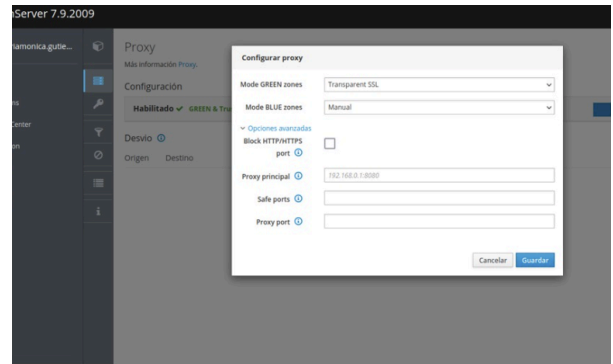 Server 7.9.2009
iamonica.gutie...
Center
Proxy
Más información Proxy.
Configuración
Habilitado ✓ GREEN & Tra
Desvio
Origen Destino
Configurar proxy
Mode GREEN zones Transparent SSL
Mode BLUE zones Manual
Opciones avanzadas
Block HTTP/HTTPS
port
Proxy principal 192.168.0.1:8080
Safe ports
Proxy port
Cancelar Guardar